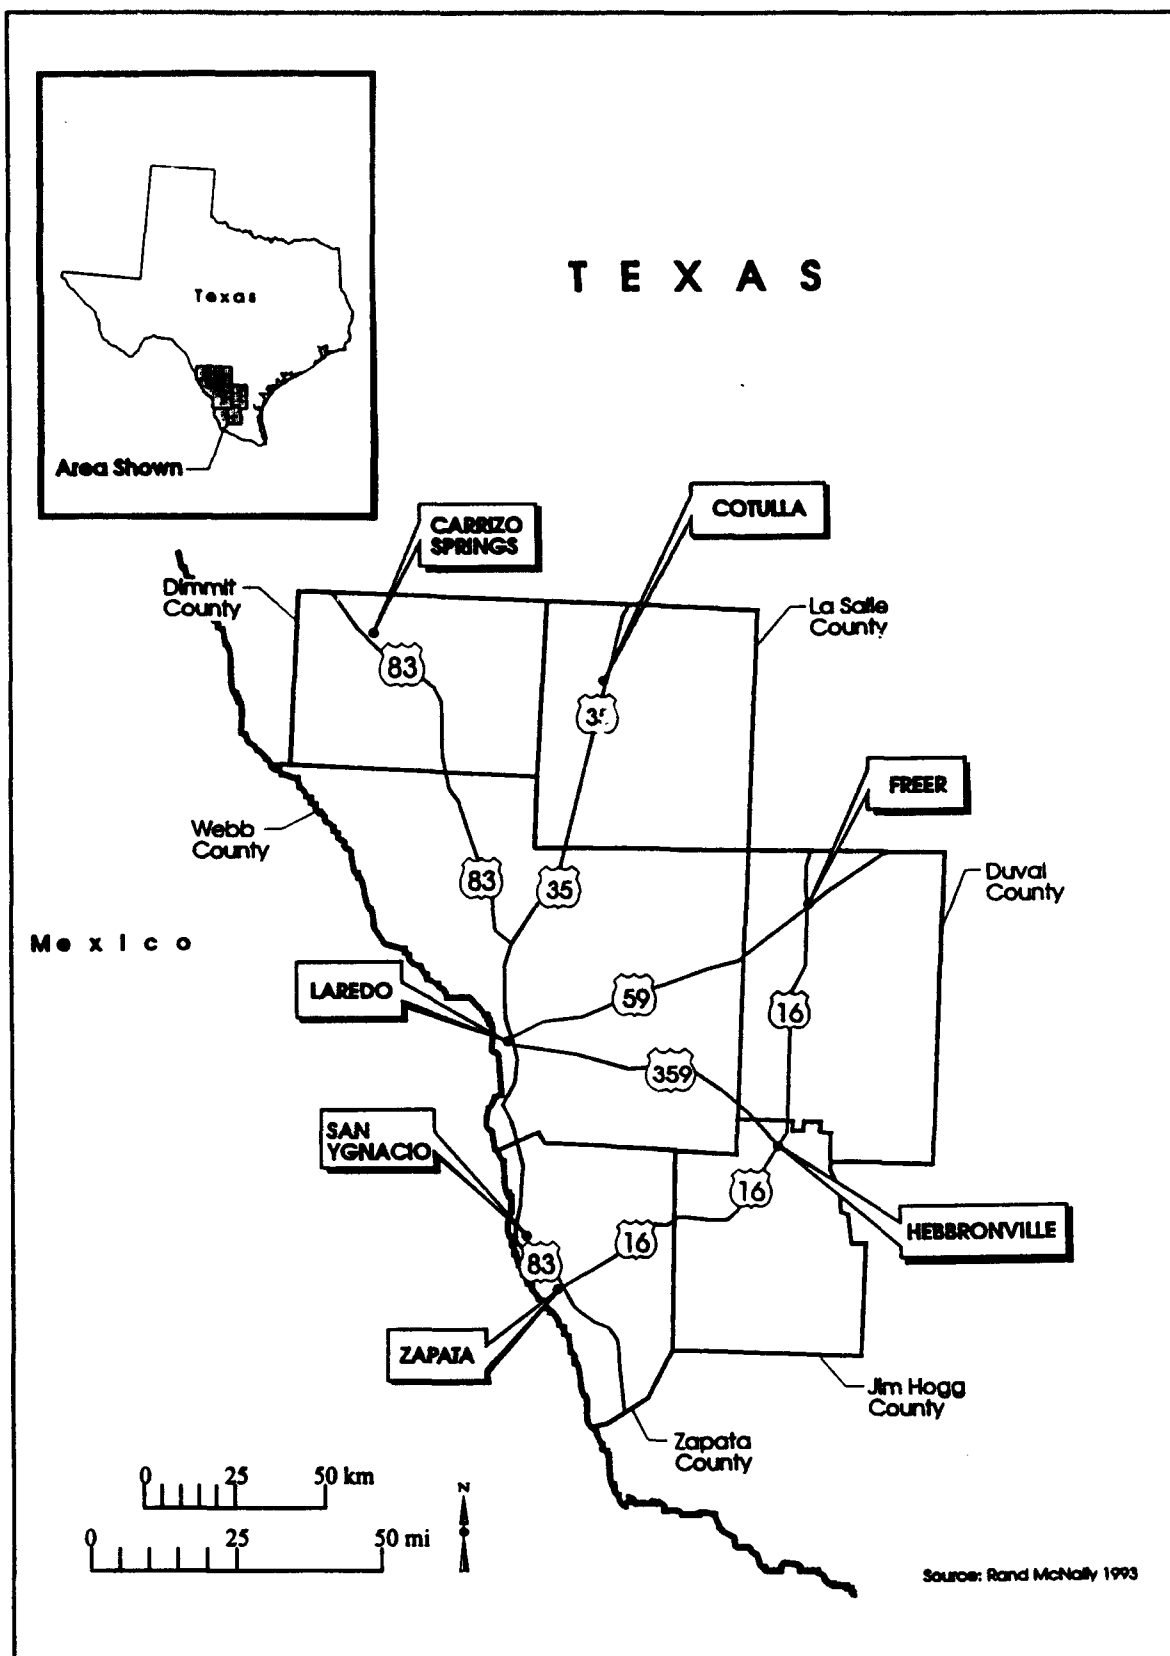 TEXAS
Texas
Area Shown
CARRIZO
SPRINGS
COTULLA
Dimmit
County
La Salle
County
83
35
FREER
Webb
County
83
35
Duval
County
Mexico
LAREDO
59
16
359
SAN
YGNACIO
16
HEBBRONVILLE
16
83
ZAPATA
Jim Hogg
County
Zapata
County
0 25 50 km
N
0 25 50 mi
Source: Rand McNally 1993